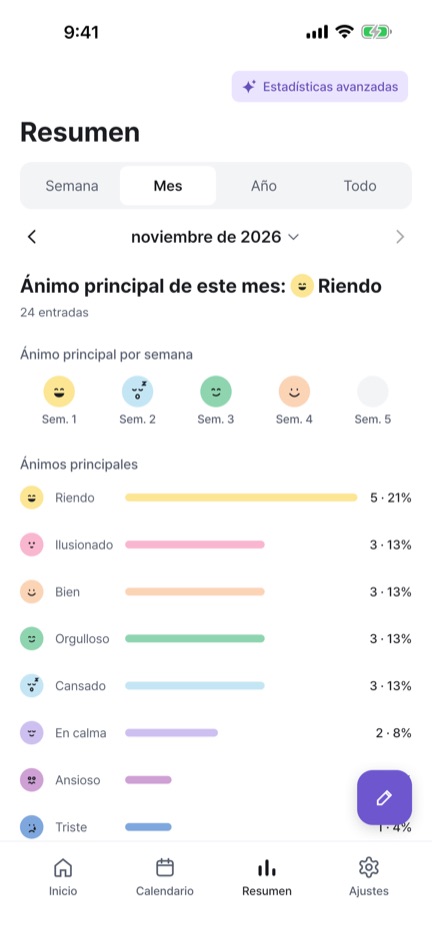 9:41
Estadísticas avanzadas
Resumen
Semana Mes Año Todo
noviembre de 2026
Ánimo principal de este mes: Riendo
24 entradas
Ánimo principal por semana
Sem. 1 Sem. 2 Sem. 3 Sem. 4 Sem. 5
Ánimos principales
Riendo 5 · 21%
Ilusionado 3 · 13%
Bien 3 · 13%
Orgulloso 3 · 13%
Cansado 3 · 13%
En calma 2 · 8%
Ansioso
Triste 1 · 4%
Inicio Calendario Resumen Ajustes